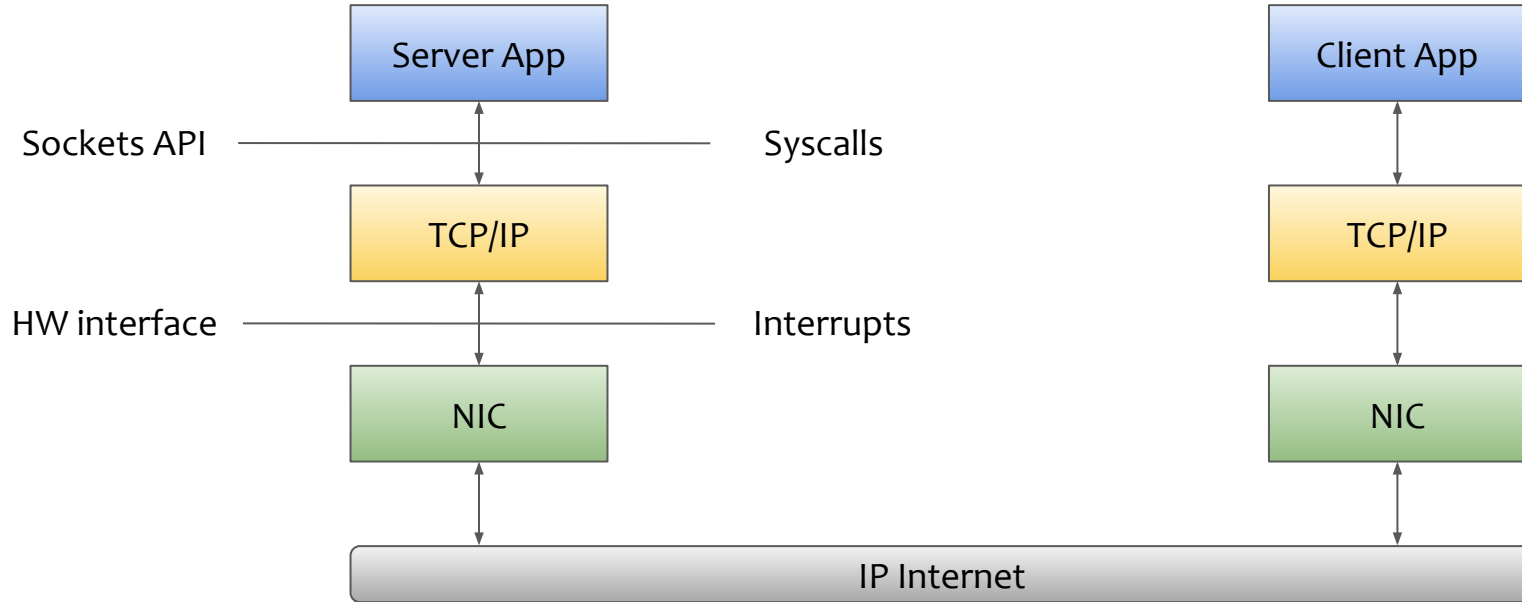 Server App
Client App
Sockets API
Syscalls
TCP/IP
TCP/IP
HW interface
Interrupts
NIC
NIC
IP Internet